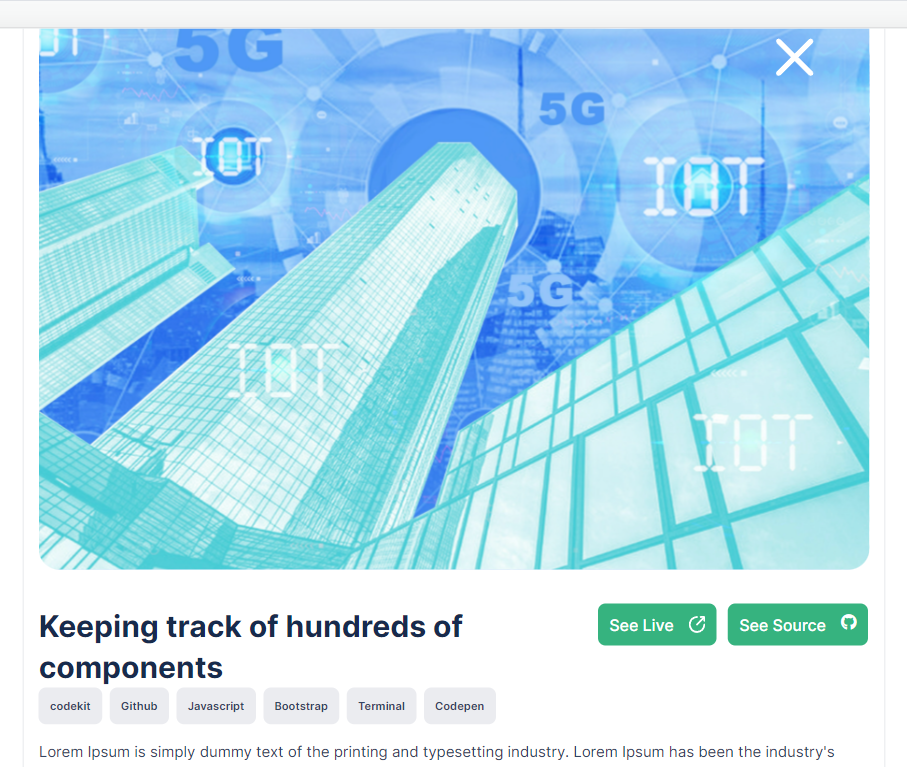 5G
IOT
5G
IOT
IOT
5G
IOT
IOT
Keeping track of hundreds of
components
See Live
See Source
codekit
Github
Javascript
Bootstrap
Terminal
Codepen
Lorem Ipsum is simply dummy text of the printing and typesetting industry. Lorem Ipsum has been the industry's